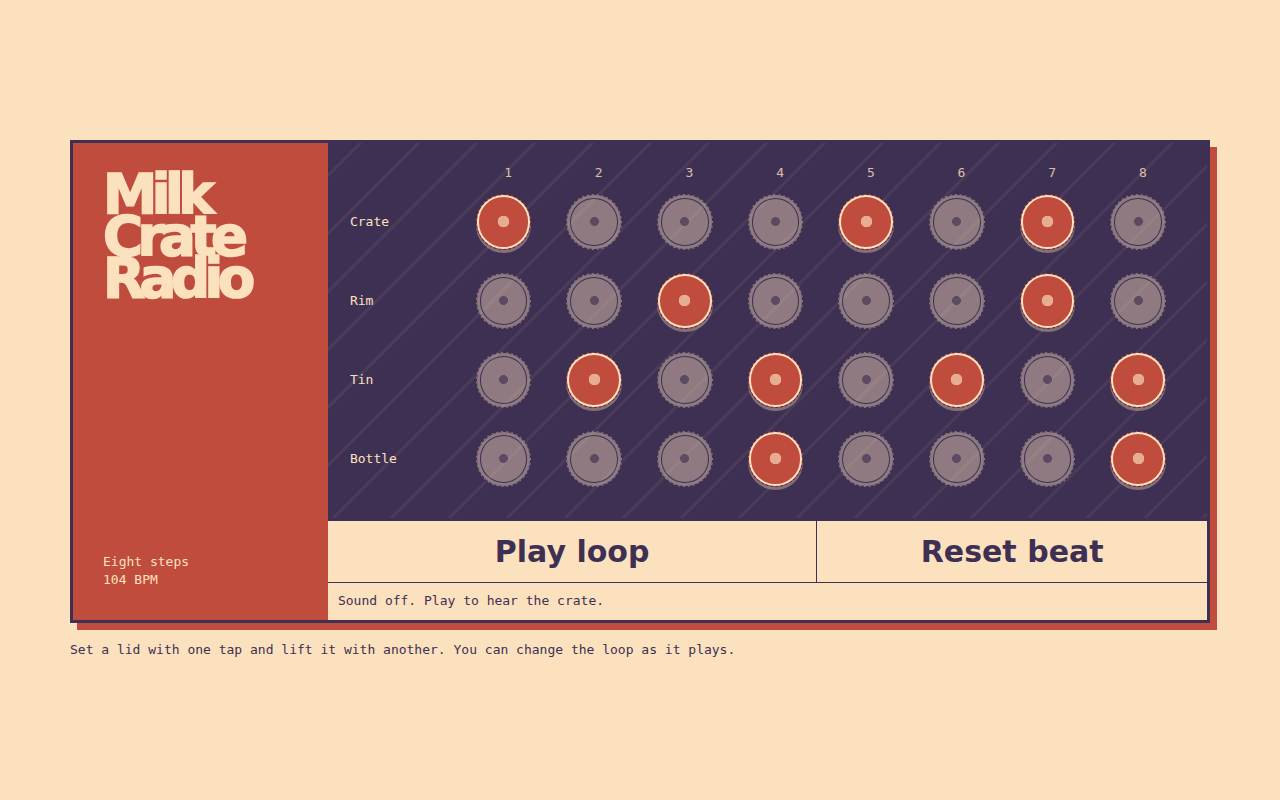 Milk
Crate
Radio
Eight steps
104 BPM
1 2 3 4 5 6 7 8
Crate
Rim
Tin
Bottle
Play loop
Reset beat
Sound off. Play to hear the crate.
Set a lid with one tap and lift it with another. You can change the loop as it plays.